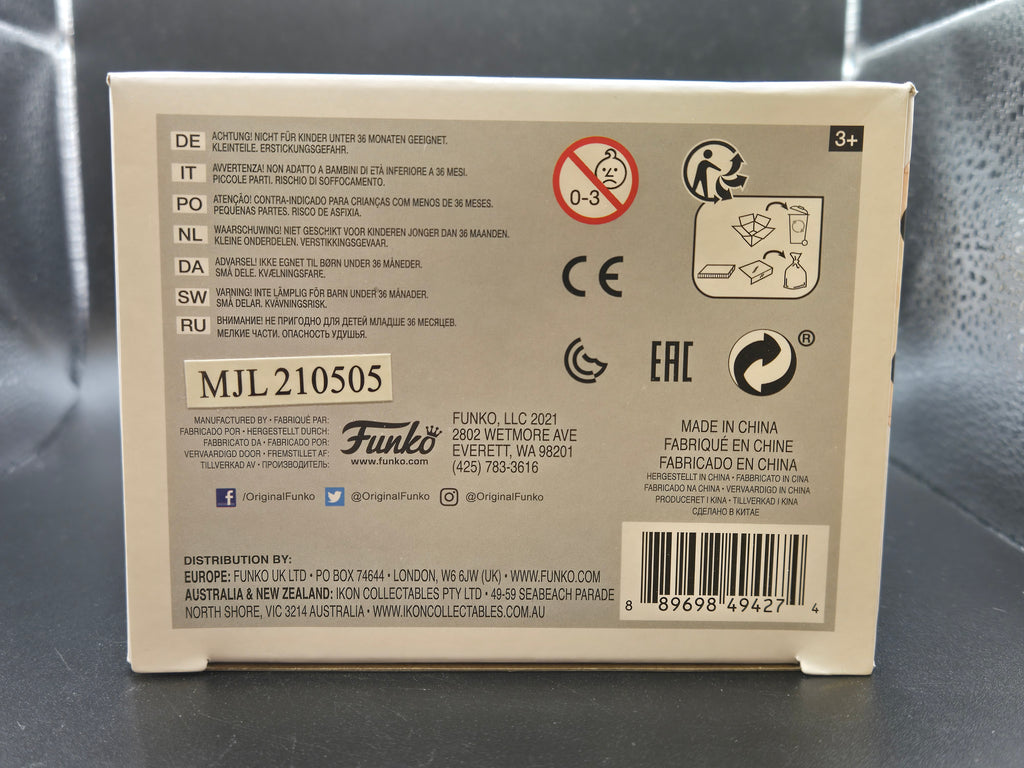 3+
DE
ACHTUNG! NICHT FÜR KINDER UNTER 36 MONATEN GEEIGNET.
KLEINTEILE. ERSTICKUNGSGEFAHR.
IT
AVVERTENZA! NON ADATTO A BAMBINI DI ETÀ INFERIORE A 36 MESI.
PICCOLE PARTI. RISCHIO DI SOFFOCAMENTO.
PO
ATENÇÃO! CONTRA-INDICADO PARA CRIANÇAS COM MENOS DE 36 MESES.
PEQUENAS PARTES. RISCO DE ASFIXIA.
NL
WAARSCHUWING! NIET GESCHIKT VOOR KINDEREN JONGER DAN 36 MAANDEN.
KLEINE ONDERDELEN. VERSTIKKINGSGEVAAR.
DA
ADVARSEL! IKKE EGNET TIL BØRN UNDER 36 MÅNEDER.
SMÅ DELE. KVÆLNINGSFARE.
SW
VARNING! INTE LÄMPLIG FÖR BARN UNDER 36 MÅNADER.
SMÅ DELAR. KVÄVNINGSRISK.
RU
ВНИМАНИЕ! НЕ ПРИГОДНО ДЛЯ ДЕТЕЙ МЛАДШЕ 36 МЕСЯЦЕВ.
МЕЛКИЕ ЧАСТИ. ОПАСНОСТЬ УДУШЬЯ.
0-3
CE
EAC
®
MJL 210505
MANUFACTURED BY • FABRIQUÉ PAR:
FABRICADO POR • HERGESTELLT DURCH:
FABBRICATO DA • FABRICADO POR:
VERVAARDIGD DOOR • FREMSTILLET AF:
TILLVERKAD AV • ПРОИЗВОДИТЕЛЬ:
Funko
www.funko.com
FUNKO, LLC 2021
2802 WETMORE AVE
EVERETT, WA 98201
(425) 783-3616
/OriginalFunko @OriginalFunko @OriginalFunko
MADE IN CHINA
FABRIQUÉ EN CHINE
FABRICADO EN CHINA
HERGESTELLT IN CHINA • FABBRICATO IN CINA
FABRICADO NA CHINA • VERVAARDIGD IN CHINA
PRODUCERET I KINA • TILLVERKAD I KINA
СДЕЛАНО В КИТАЕ
DISTRIBUTION BY:
EUROPE: FUNKO UK LTD • PO BOX 74644 • LONDON, W6 6JW (UK) • WWW.FUNKO.COM
AUSTRALIA & NEW ZEALAND: IKON COLLECTABLES PTY LTD • 49-59 SEABEACH PARADE
NORTH SHORE, VIC 3214 AUSTRALIA • WWW.IKONCOLLECTABLES.COM.AU
8 89698 49427 4